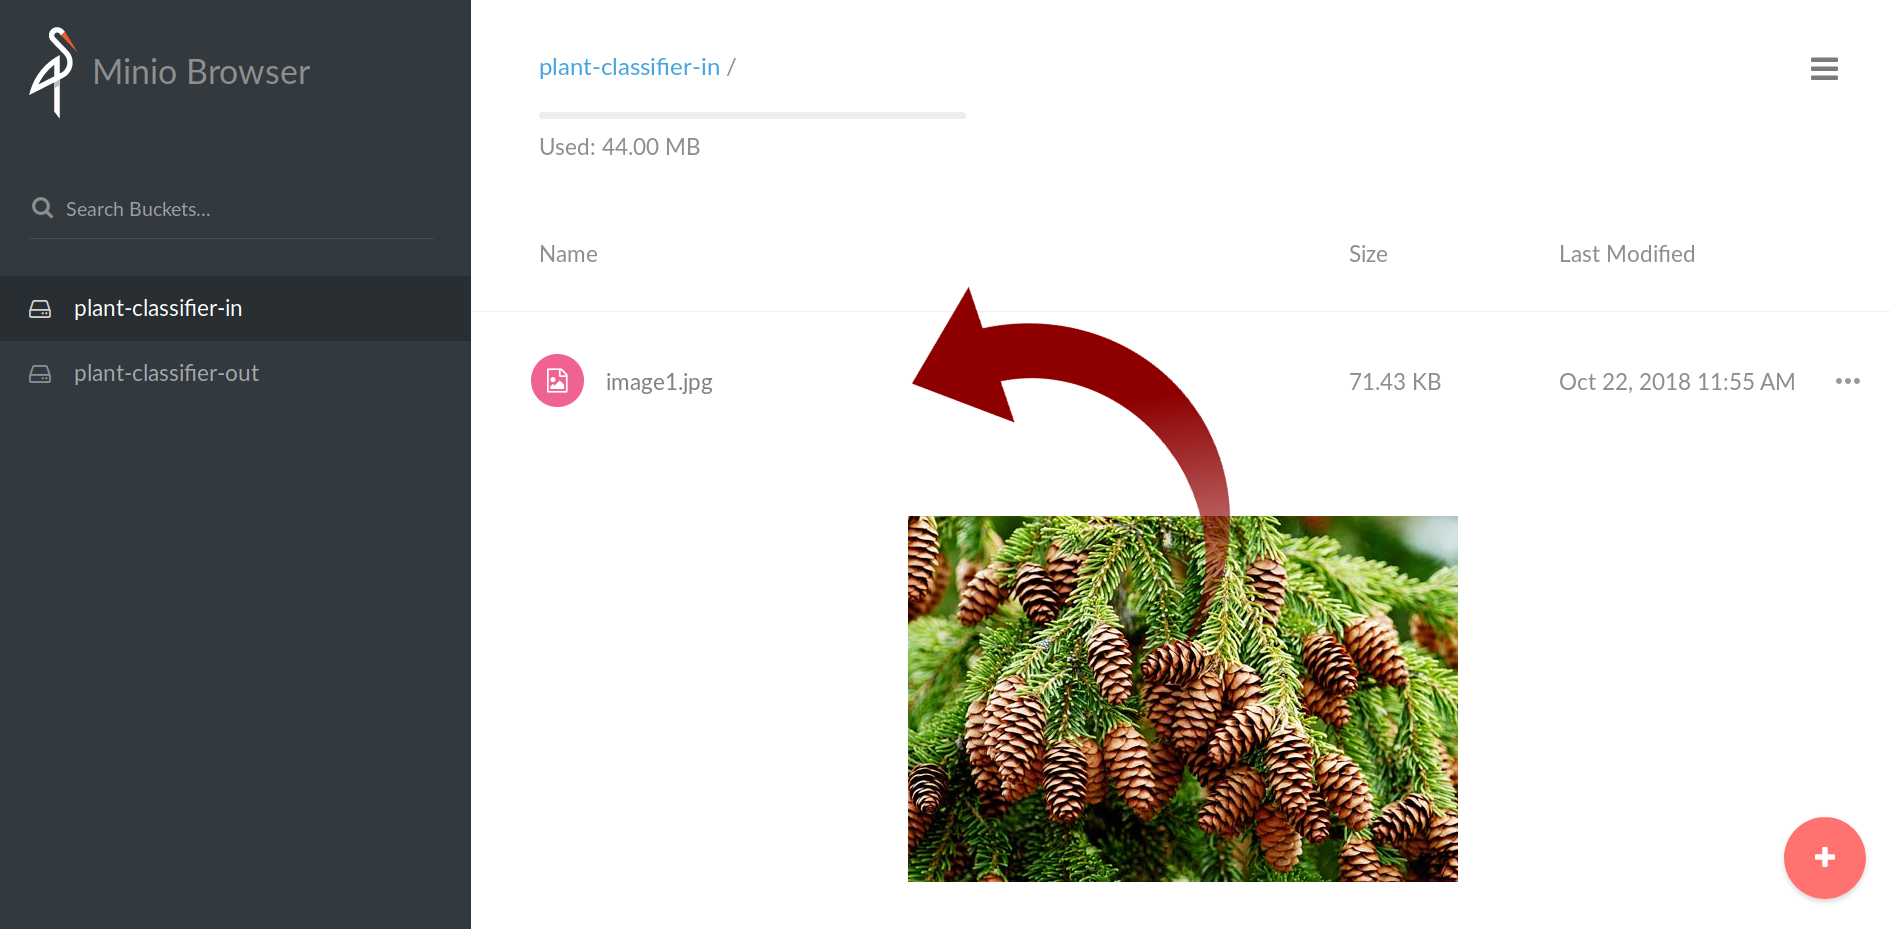 Minio Browser
Search Buckets...
plant-classifier-in
plant-classifier-out
plant-classifier-in /
Used: 44.00 MB
Name Size Last Modified
image1.jpg 71.43 KB Oct 22, 2018 11:55 AM